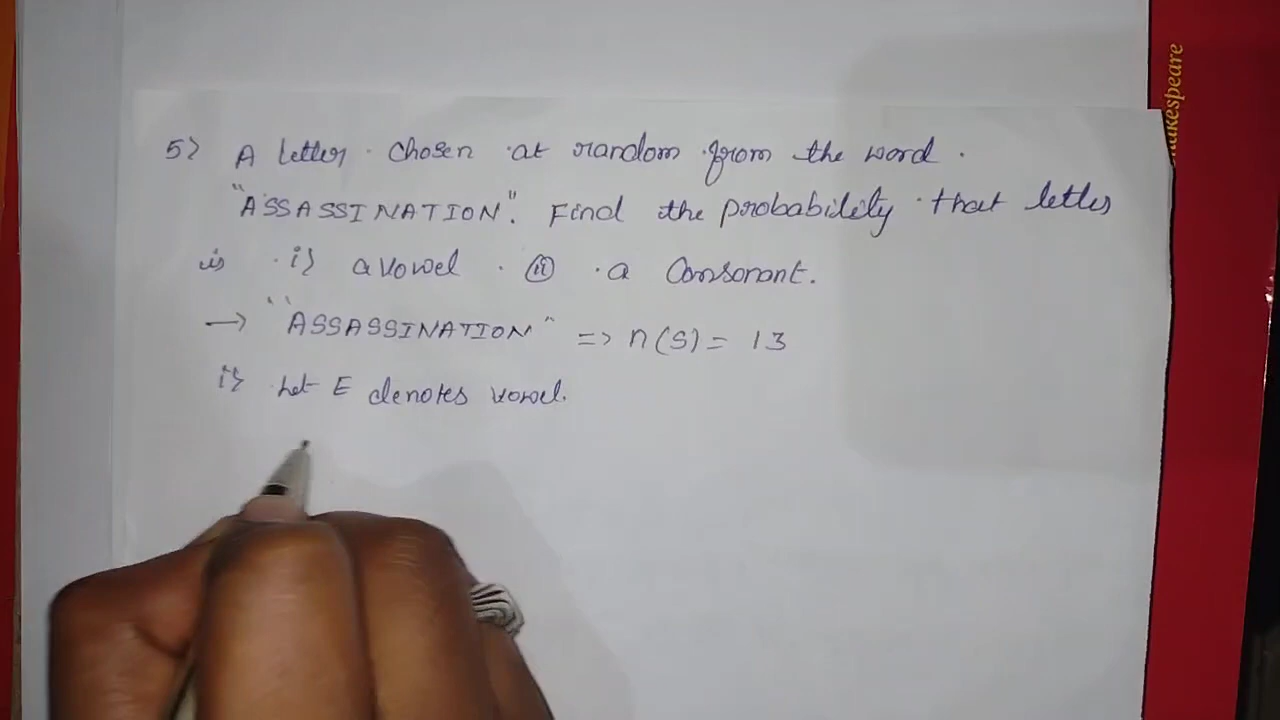 5) A letter chosen at random from the word
"ASSASSINATION". Find the probability that letter
is i) a vowel (ii) a consonant.
→ "ASSASSINATION" => n(S) = 13
i) Let E denotes vowel.
akespeare